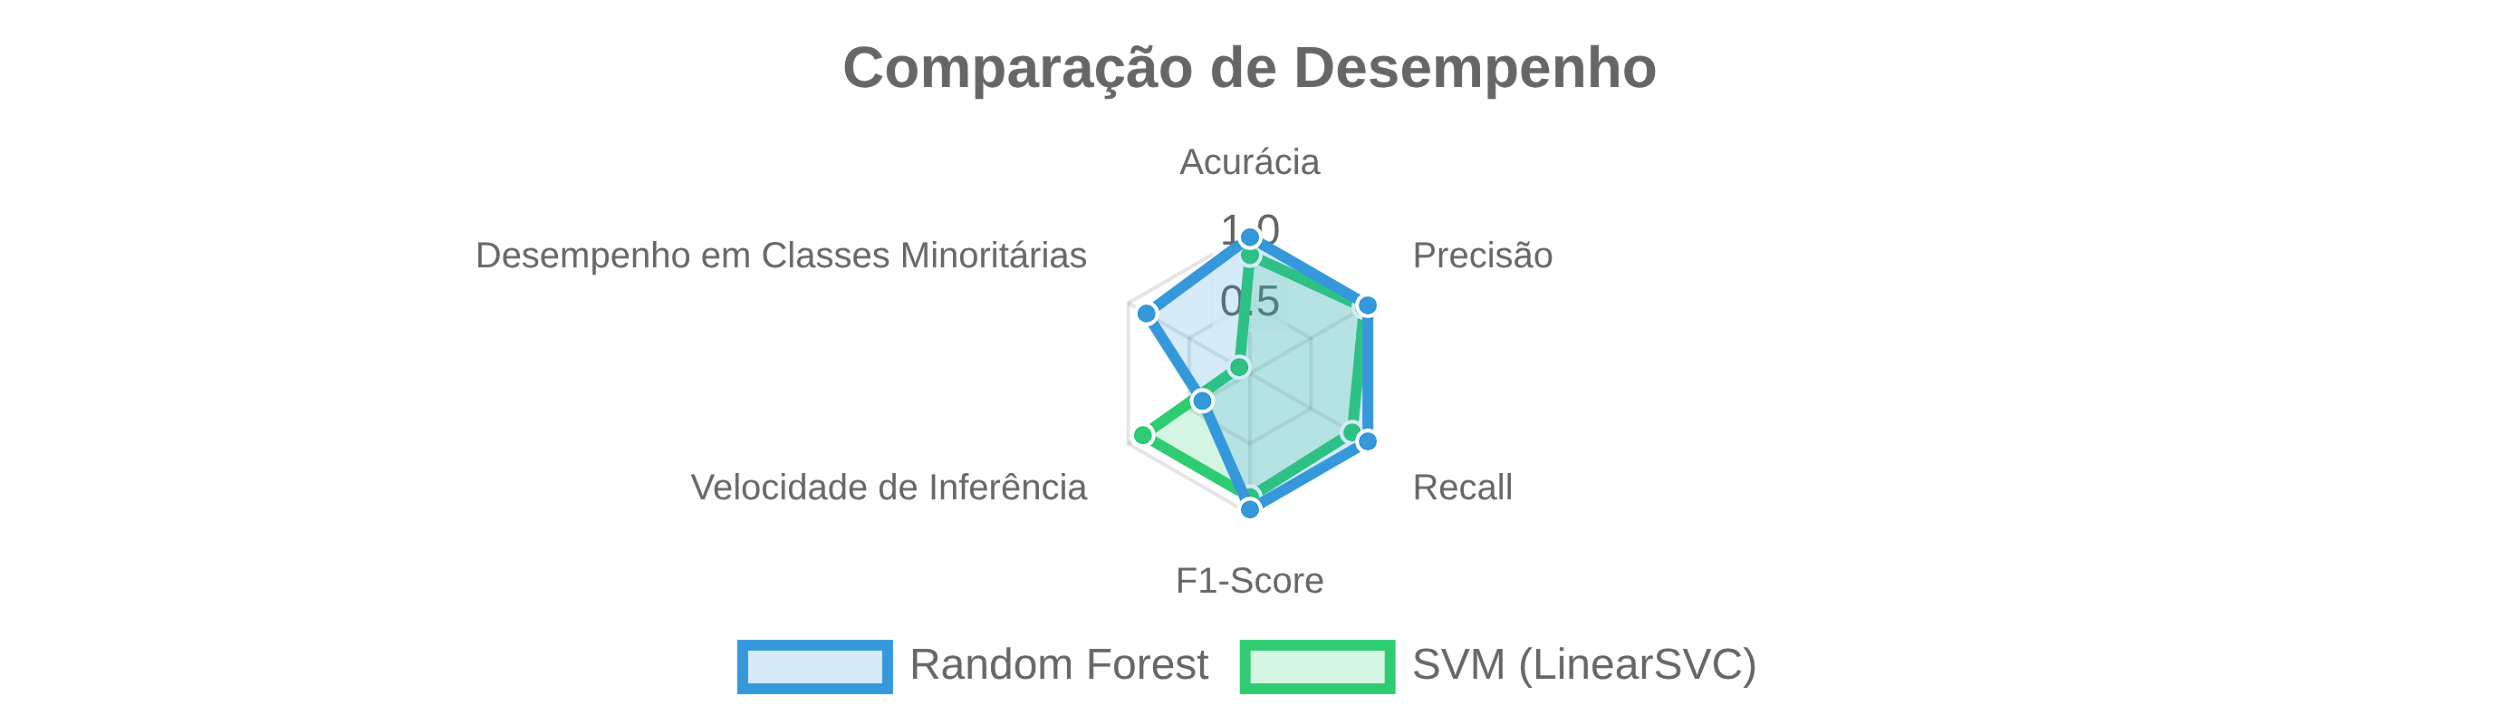 Comparação de Desempenho
Acurácia
1.0
Desempenho em Classes Minoritárias
Precisão
0.5
Velocidade de Inferência
Recall
F1-Score
Random Forest
SVM (LinearSVC)